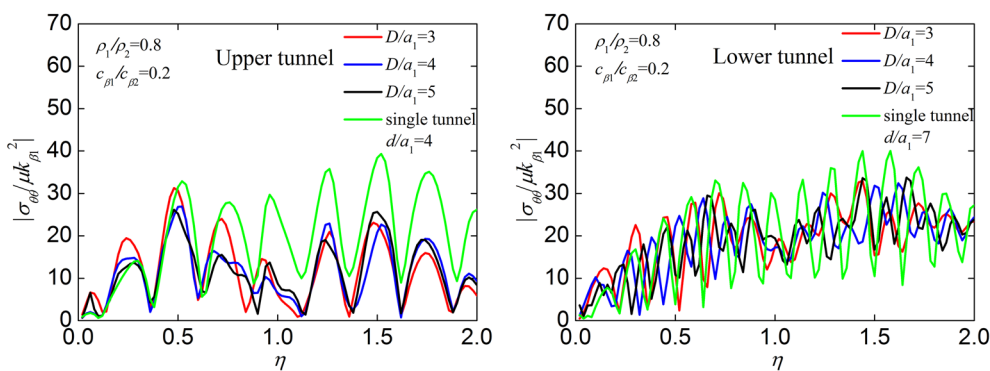 70
60
50
40
30
20
10
0
|σθθ/μkβ1²|
ρ1/ρ2=0.8
cβ1/cβ2=0.2
Upper tunnel
D/a1=3
D/a1=4
D/a1=5
single tunnel
d/a1=4
0.0 0.5 1.0 1.5 2.0
η
70
60
50
40
30
20
10
0
|σθθ/μkβ1²|
ρ1/ρ2=0.8
cβ1/cβ2=0.2
Lower tunnel
D/a1=3
D/a1=4
D/a1=5
single tunnel
d/a1=7
0.0 0.5 1.0 1.5 2.0
η